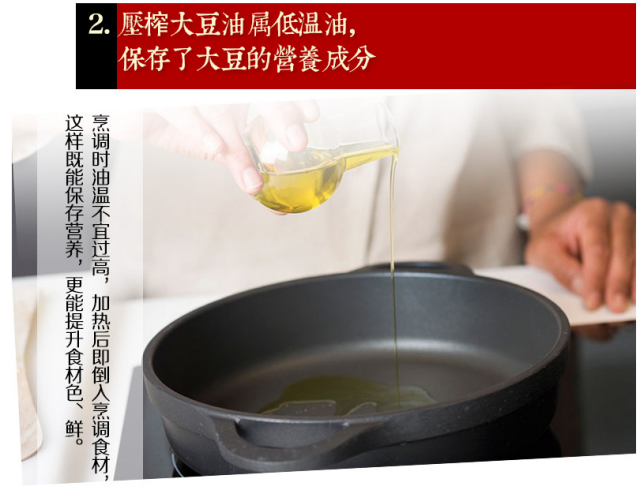 2. 壓榨大豆油属低温油，
保存了大豆的營養成分
烹调时油温不宜过高，加热后即倒入烹调食材，
这样既能保存营养，更能提升食材色、鲜。